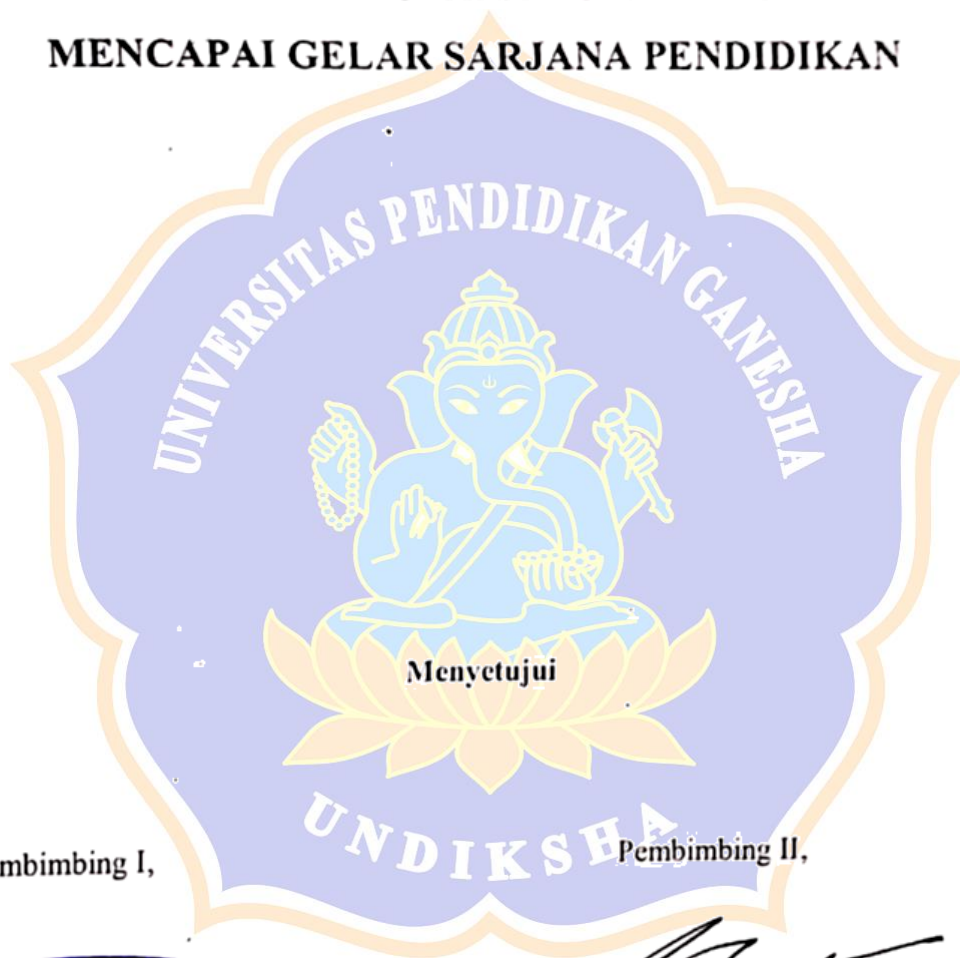 MENCAPAI GELAR SARJANA PENDIDIKAN
UNIVERSITAS PENDIDIKAN GANESHA
Menyetujui
UNDIKSHA
mbimbing I,
Pembimbing II,